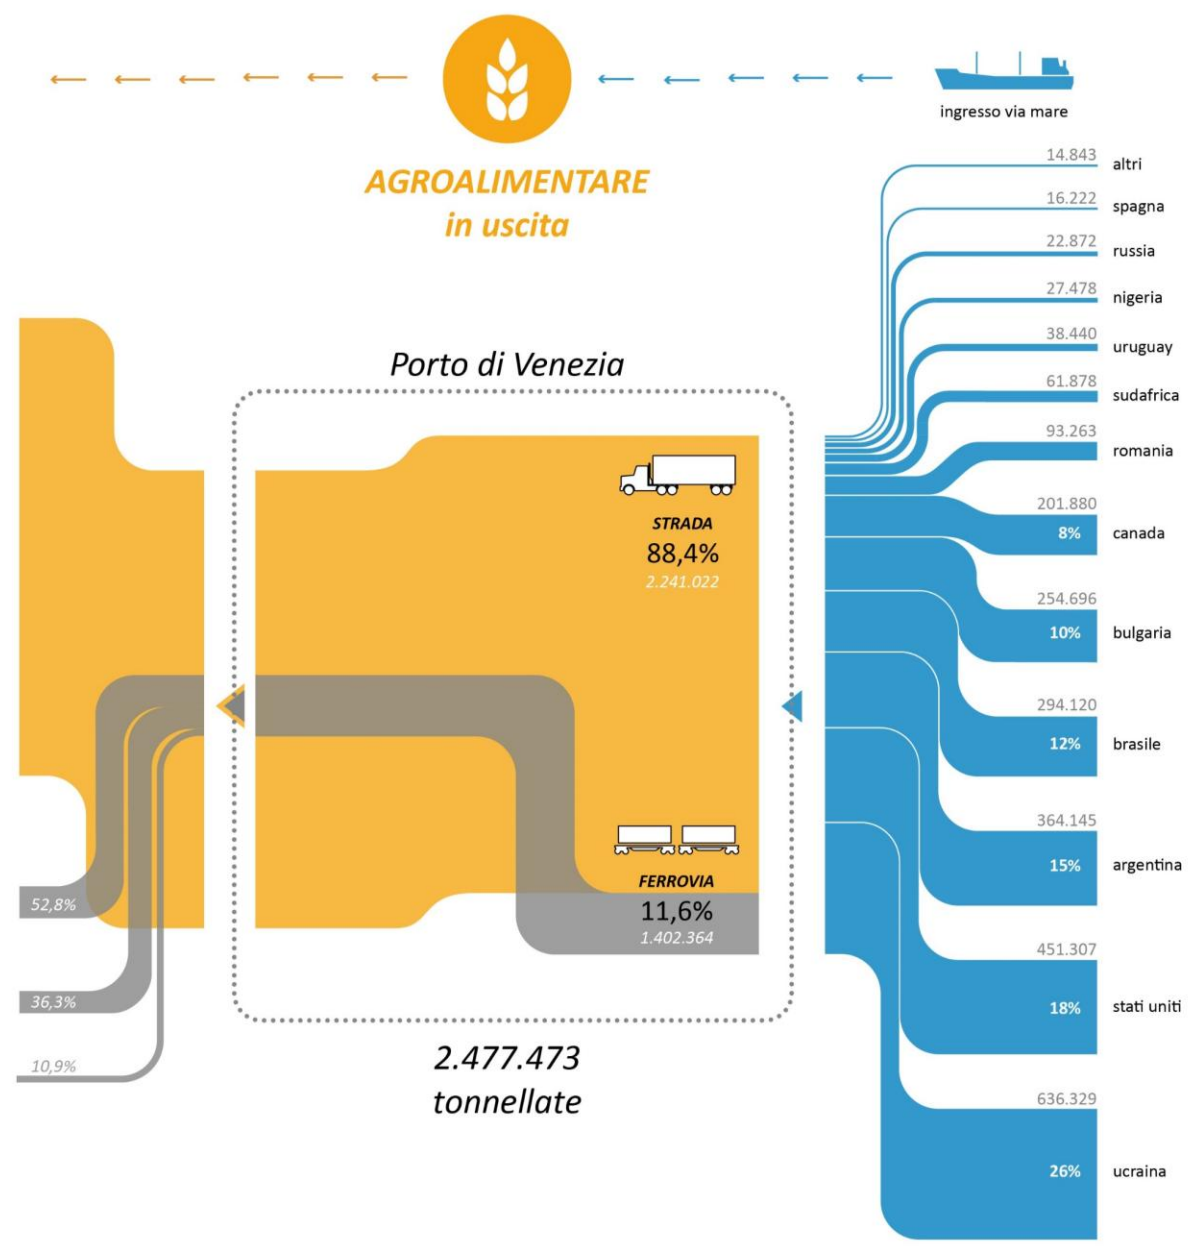 ingresso via mare
AGROALIMENTARE
in uscita
14.843 altri
16.222 spagna
22.872 russia
27.478 nigeria
38.440 uruguay
61.878 sudafrica
93.263 romania
201.880
8% canada
254.696
10% bulgaria
294.120
12% brasile
364.145
15% argentina
451.307
18% stati uniti
636.329
26% ucraina
Porto di Venezia
STRADA
88,4%
2.241.022
FERROVIA
11,6%
1.402.364
52,8%
36,3%
10,9%
2.477.473
tonnellate